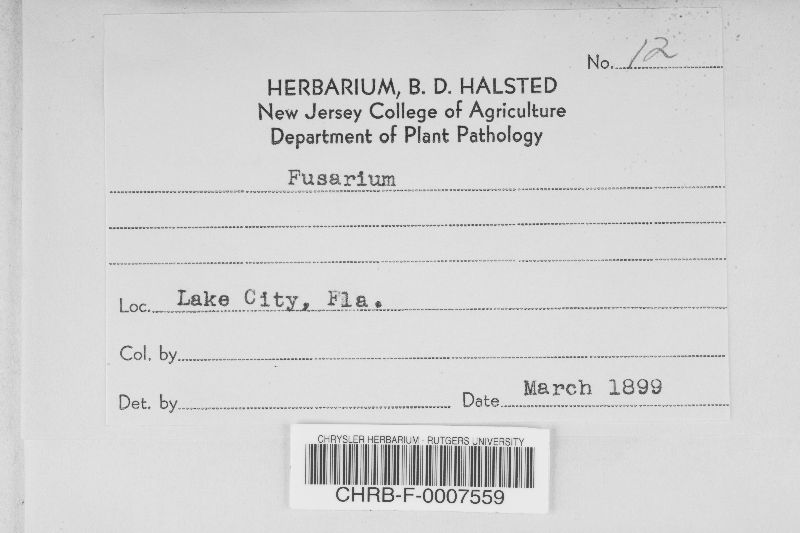 No. 12
HERBARIUM, B. D. HALSTED
New Jersey College of Agriculture
Department of Plant Pathology
Fusarium
Loc. Lake City, Fla.
Col. by
Det. by Date March 1899
CHRYSLER HERBARIUM - RUTGERS UNIVERSITY
CHRB-F-0007559